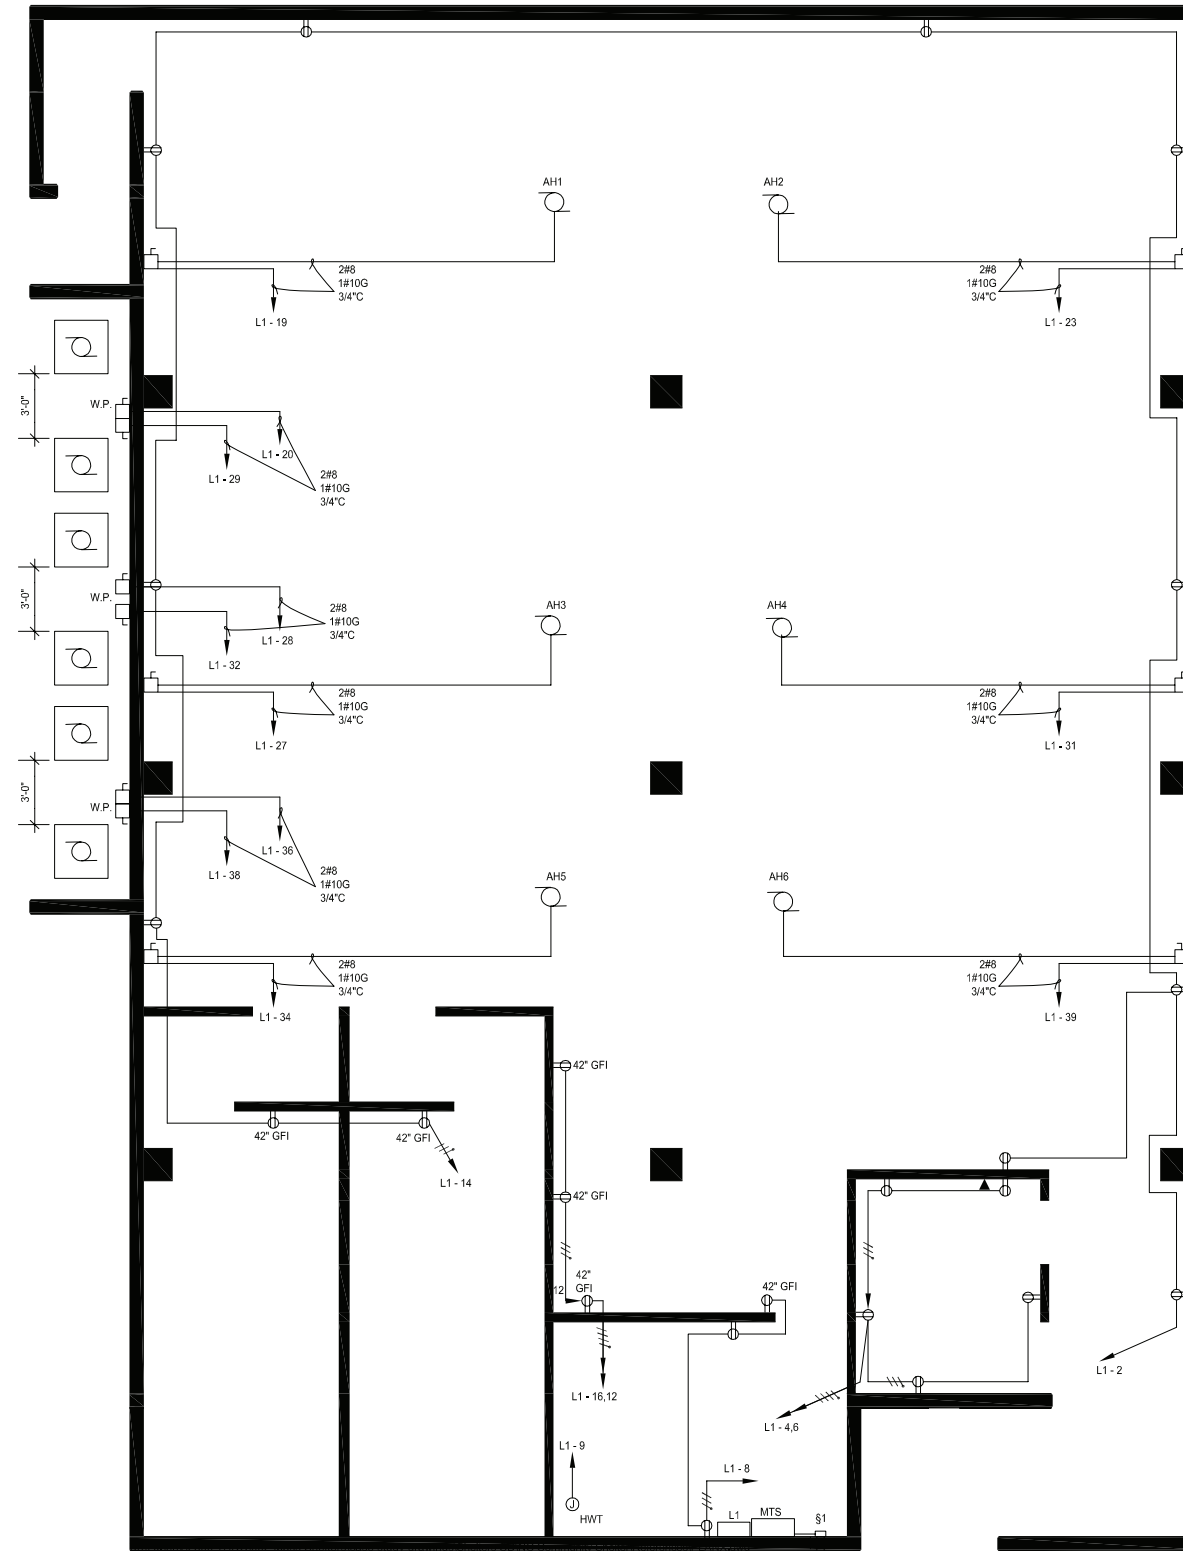 AH1
AH2
2#8
1#10G
3/4"C
L1 - 19
2#8
1#10G
3/4"C
L1 - 23
3'-0"
W.P.
L1 - 20
L1 - 29
2#8
1#10G
3/4"C
3'-0"
W.P.
L1 - 28
L1 - 32
2#8
1#10G
3/4"C
AH3
AH4
2#8
1#10G
3/4"C
L1 - 27
2#8
1#10G
3/4"C
L1 - 31
3'-0"
W.P.
L1 - 36
L1 - 38
2#8
1#10G
3/4"C
AH5
AH6
2#8
1#10G
3/4"C
L1 - 34
2#8
1#10G
3/4"C
L1 - 39
42" GFI
42" GFI
42" GFI
L1 - 14
42" GFI
12
42"
GFI
42" GFI
L1 - 16,12
L1 - 2
L1 - 4,6
L1 - 9
J
HWT
L1 - 8
L1
MTS
§1